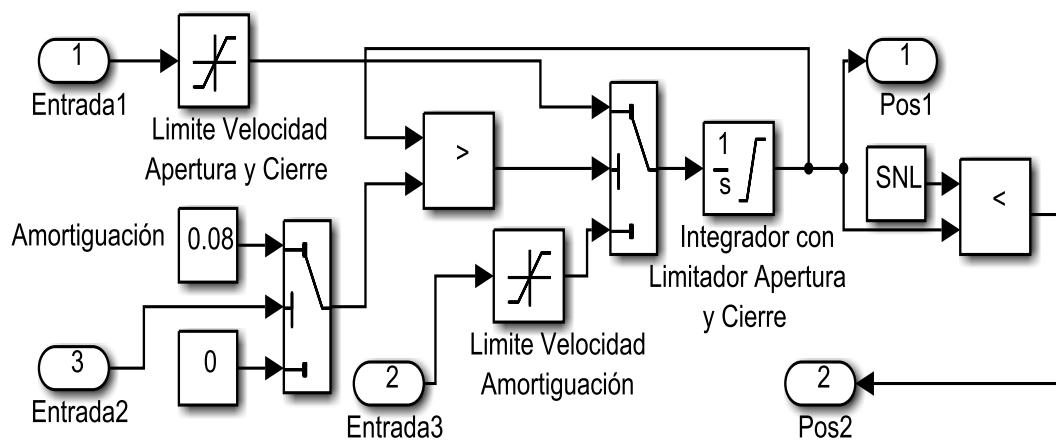 1
Entrada1
Limite Velocidad
Apertura y Cierre
>
1
s
Integrador con
Limitador Apertura
y Cierre
1
Pos1
SNL
<
Amortiguación
0.08
0
3
Entrada2
2
Entrada3
Limite Velocidad
Amortiguación
2
Pos2